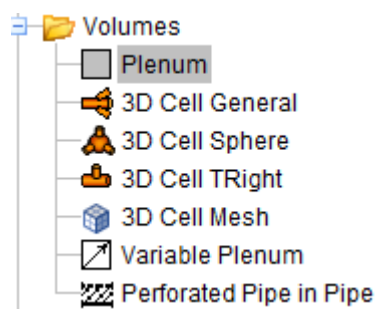 Volumes
Plenum
3D Cell General
3D Cell Sphere
3D Cell TRight
3D Cell Mesh
Variable Plenum
Perforated Pipe in Pipe